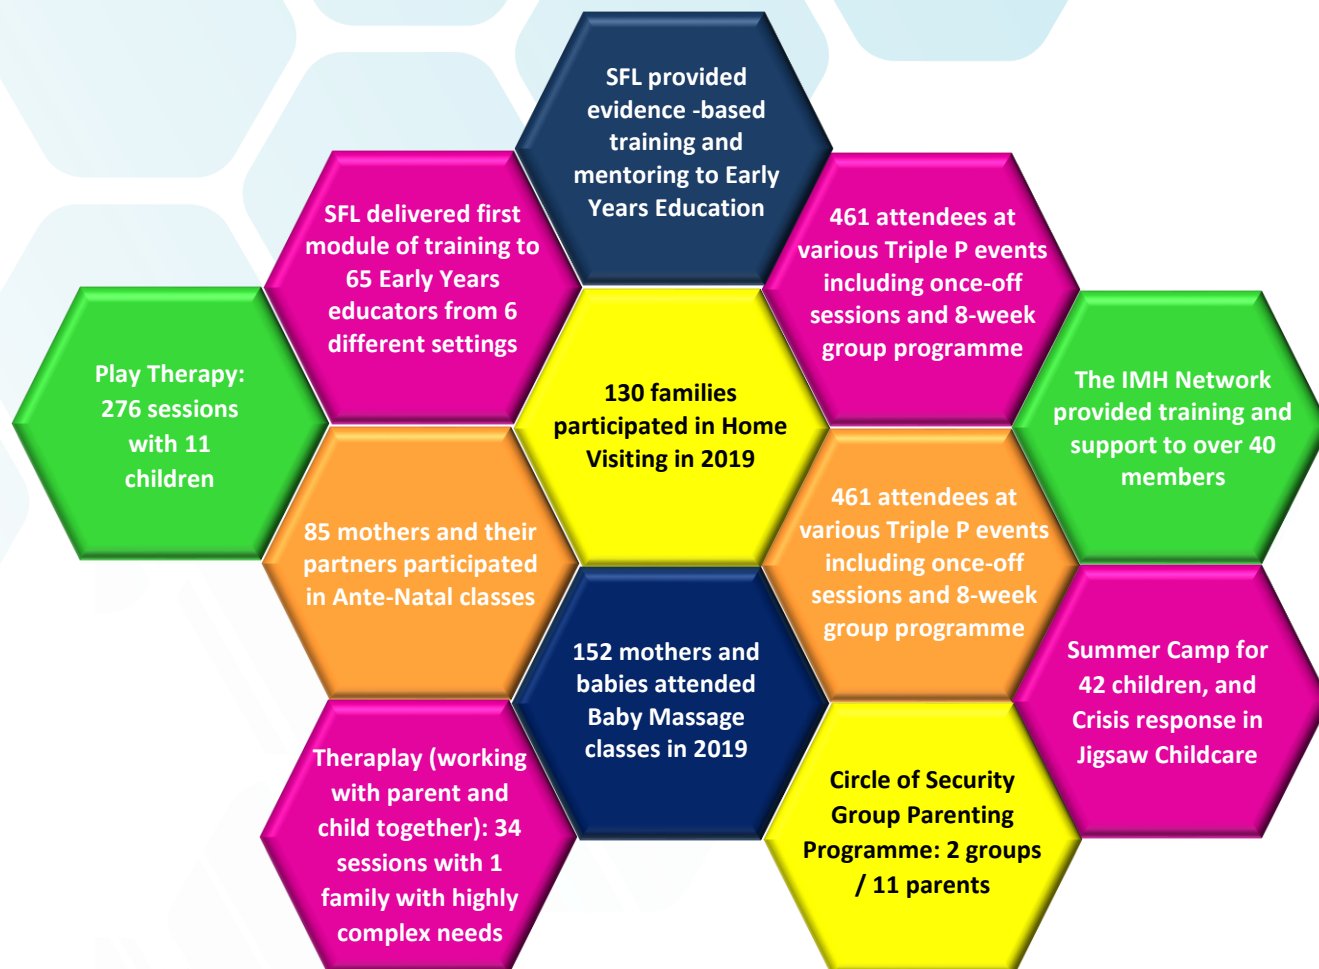 SFL provided
evidence -based
training and
mentoring to Early
Years Education
SFL delivered first
module of training to
65 Early Years
educators from 6
different settings
461 attendees at
various Triple P events
including once-off
sessions and 8-week
group programme
Play Therapy:
276 sessions
with 11
children
130 families
participated in Home
Visiting in 2019
The IMH Network
provided training and
support to over 40
members
85 mothers and their
partners participated
in Ante-Natal classes
461 attendees at
various Triple P events
including once-off
sessions and 8-week
group programme
152 mothers and
babies attended
Baby Massage
classes in 2019
Summer Camp for
42 children, and
Crisis response in
Jigsaw Childcare
Theraplay (working
with parent and
child together): 34
sessions with 1
family with highly
complex needs
Circle of Security
Group Parenting
Programme: 2 groups
/ 11 parents